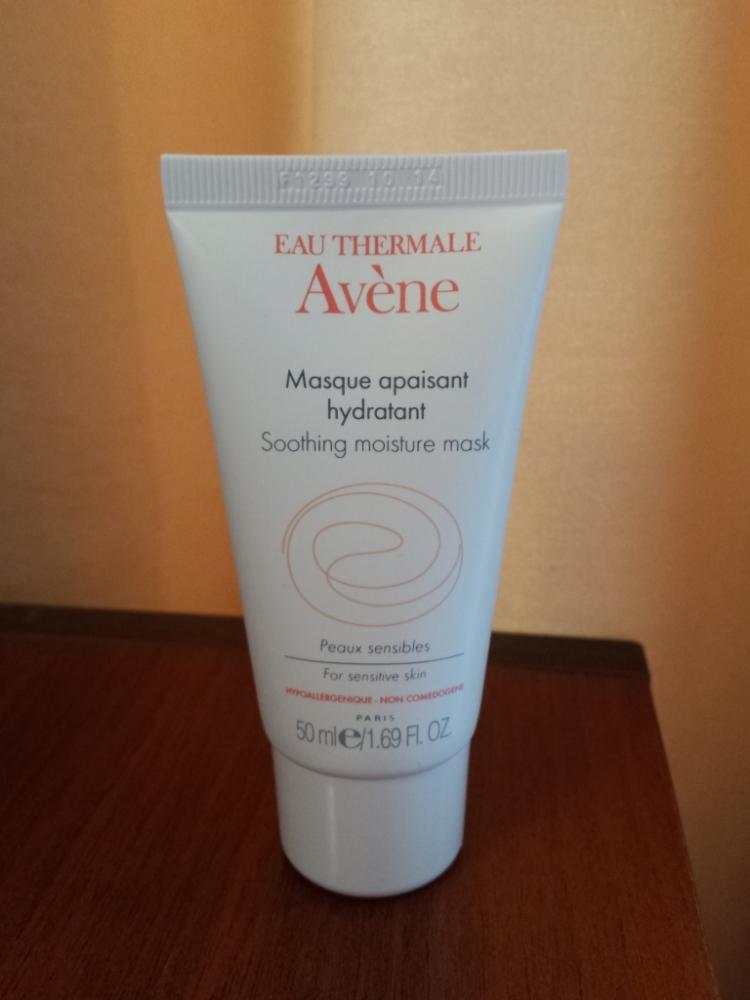 F1293 10 14
EAU THERMALE
Avène
Masque apaisant
hydratant
Soothing moisture mask
Peaux sensibles
For sensitive skin
HYPOALLERGENIQUE - NON COMEDOGENE
PARIS
50 ml e/1.69 Fl. OZ.